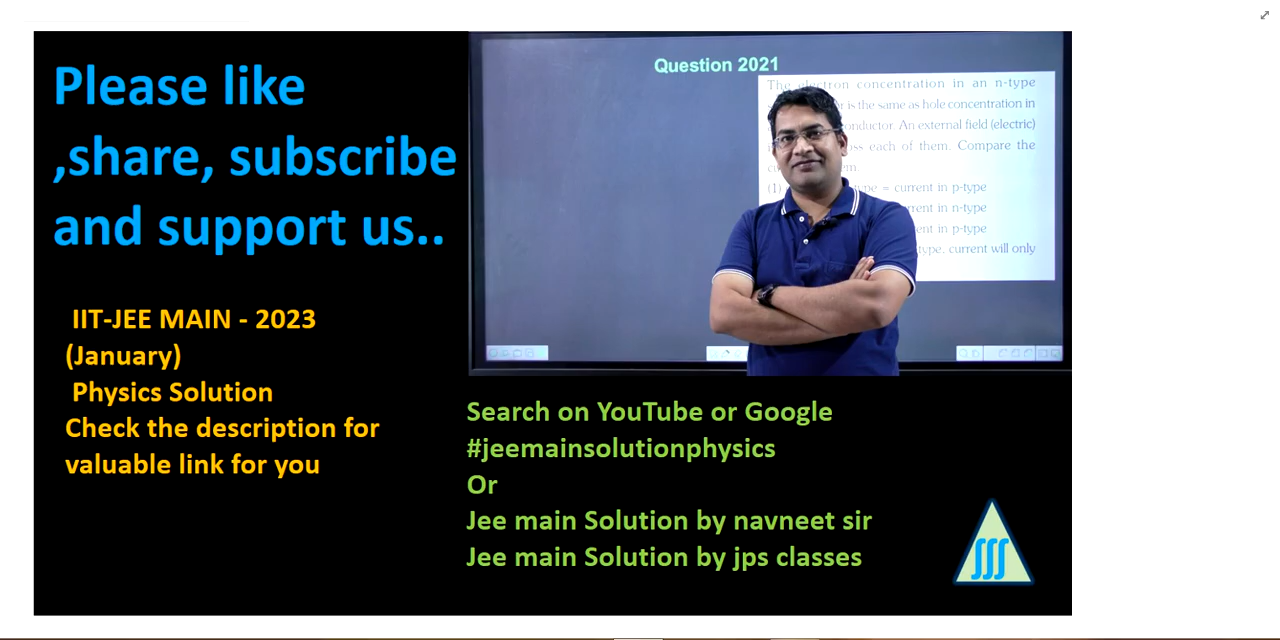 Please like
,share, subscribe
and support us..
IIT-JEE MAIN - 2023
(January)
Physics Solution
Check the description for
valuable link for you
Question 2021
The electron concentration in an n-type
is the same as hole concentration in
An external field (electric)
each of them. Compare the
= current in p-type
in n-type
in p-type
current will only
Search on YouTube or Google
#jeemainsolutionphysics
Or
Jee main Solution by navneet sir
Jee main Solution by jps classes
∫∫∫